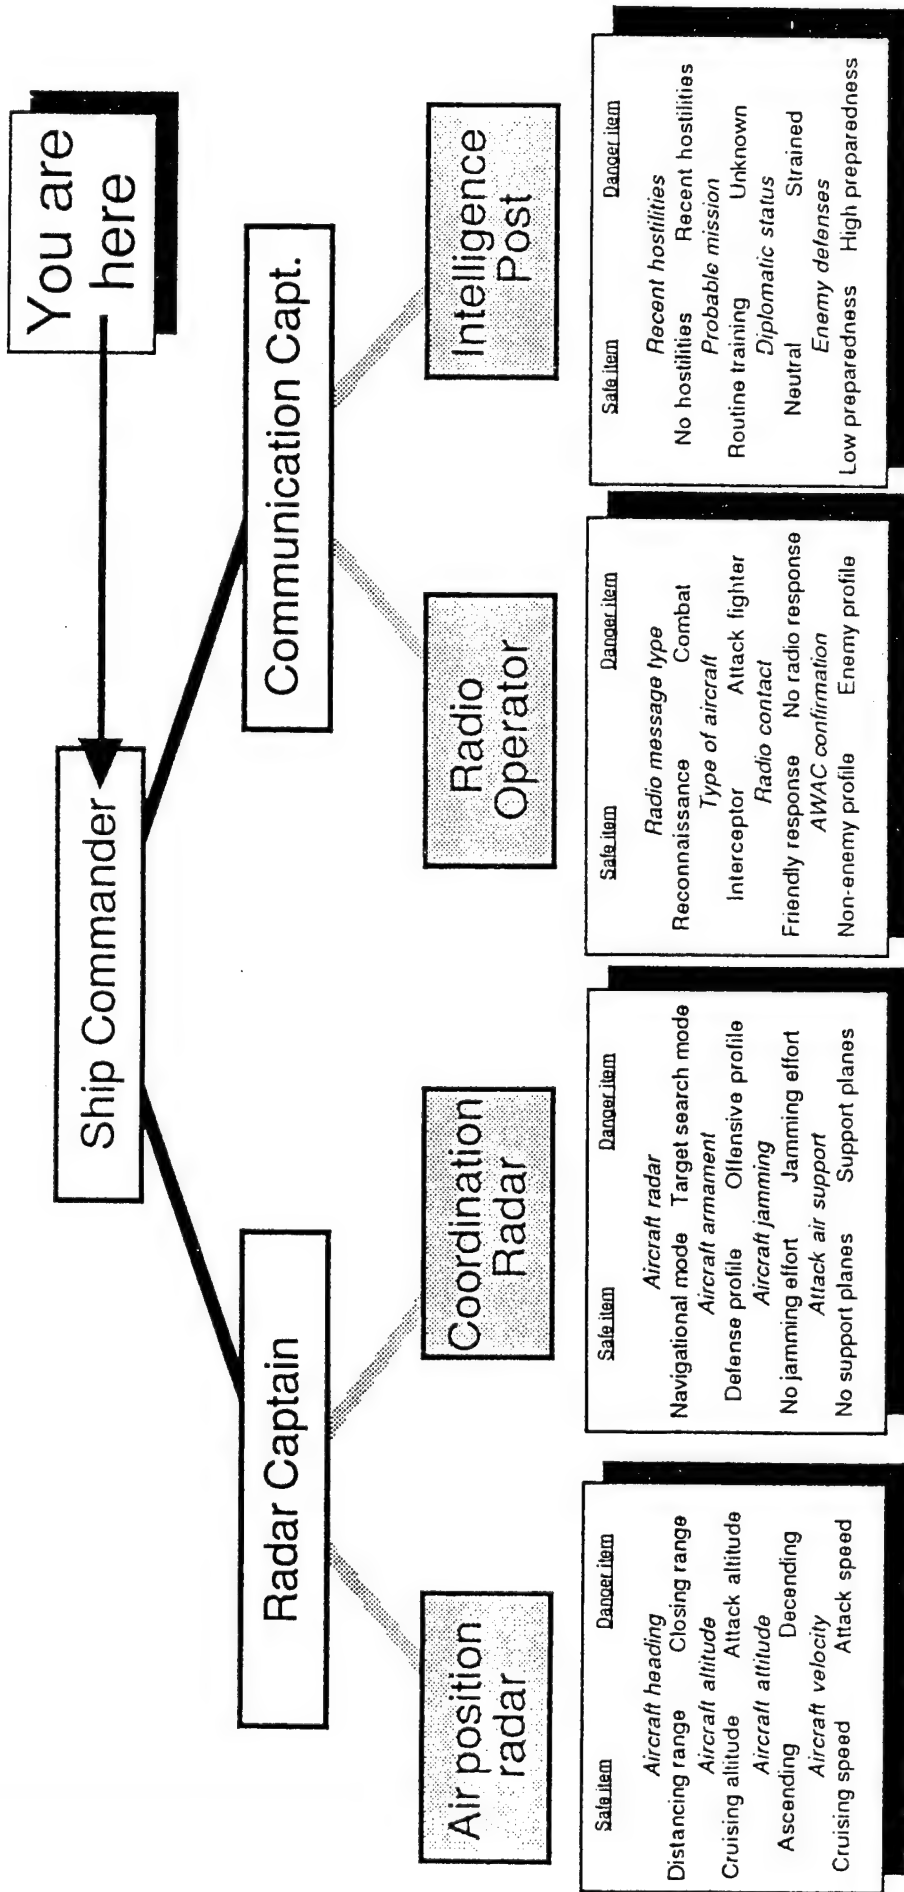 You are
here
Ship Commander
Radar Captain
Communication Capt.
Air position
radar
Coordination
Radar
Radio
Operator
Intelligence
Post
Safe item Danger item
Aircraft heading
Distancing range Closing range
Aircraft altitude
Cruising altitude Attack altitude
Aircraft attitude
Ascending Decending
Aircraft velocity
Cruising speed Attack speed
Safe item Danger item
Aircraft radar
Navigational mode Target search mode
Aircraft armament
Defense profile Offensive profile
Aircraft jamming
No jamming effort Jamming effort
Attack air support
No support planes Support planes
Safe item Danger item
Radio message type
Reconnaissance Combat
Type of aircraft
Interceptor Attack fighter
Radio contact
Friendly response No radio response
AWAC confirmation
Non-enemy profile Enemy profile
Safe item Danger item
Recent hostilities
No hostilities Recent hostilities
Probable mission
Routine training Unknown
Diplomatic status
Neutral Strained
Enemy defenses
Low preparedness High preparedness